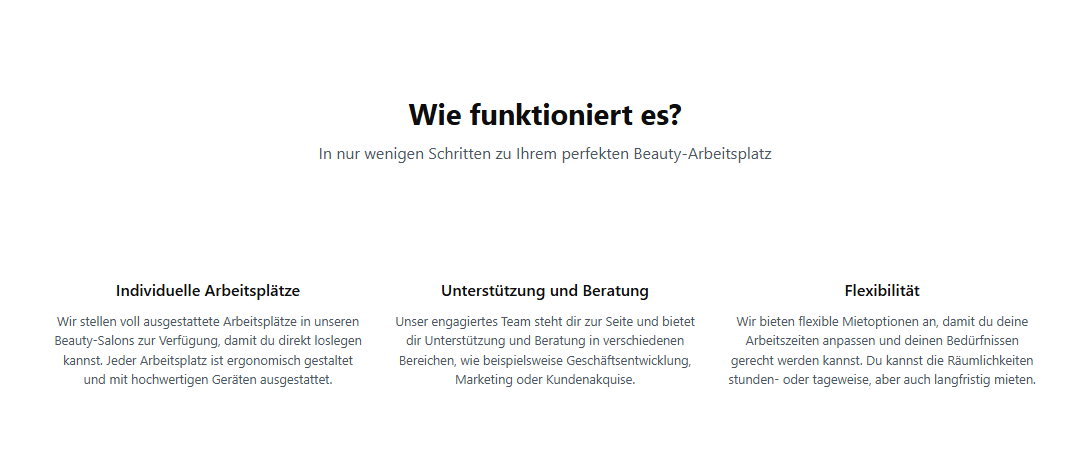 Wie funktioniert es?
In nur wenigen Schritten zu Ihrem perfekten Beauty-Arbeitsplatz
Individuelle Arbeitsplätze
Wir stellen voll ausgestattete Arbeitsplätze in unseren
Beauty-Salons zur Verfügung, damit du direkt loslegen
kannst. Jeder Arbeitsplatz ist ergonomisch gestaltet
und mit hochwertigen Geräten ausgestattet.
Unterstützung und Beratung
Unser engagiertes Team steht dir zur Seite und bietet
dir Unterstützung und Beratung in verschiedenen
Bereichen, wie beispielsweise Geschäftsentwicklung,
Marketing oder Kundenakquise.
Flexibilität
Wir bieten flexible Mietoptionen an, damit du deine
Arbeitszeiten anpassen und deinen Bedürfnissen
gerecht werden kannst. Du kannst die Räumlichkeiten
stunden- oder tageweise, aber auch langfristig mieten.